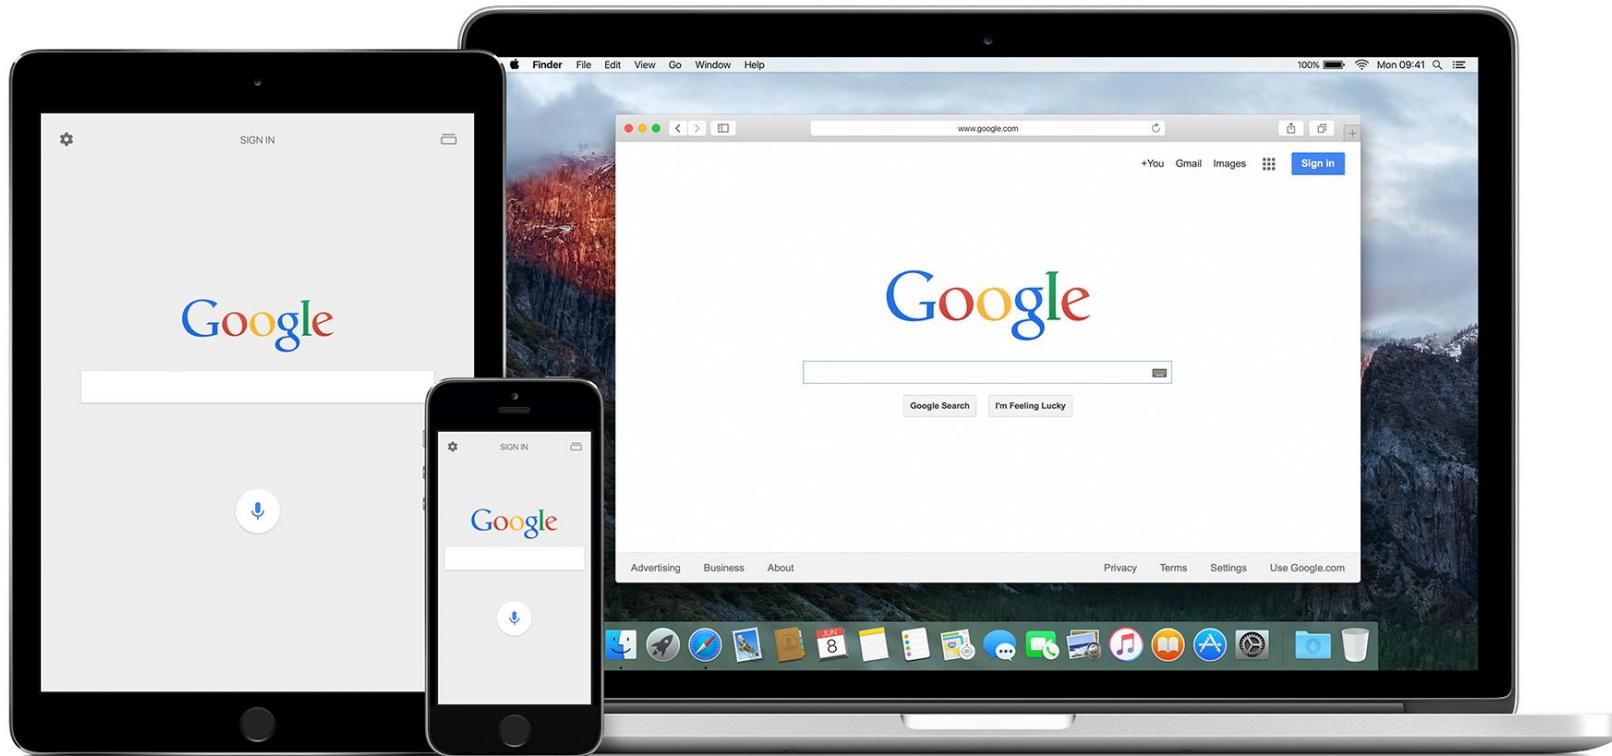 SIGN IN
Google
SIGN IN
Google
Finder File Edit View Go Window Help
100% Mon 09:41
www.google.com
+You Gmail Images Sign in
Google
Google Search I'm Feeling Lucky
Advertising Business About
Privacy Terms Settings Use Google.com
JUN
8